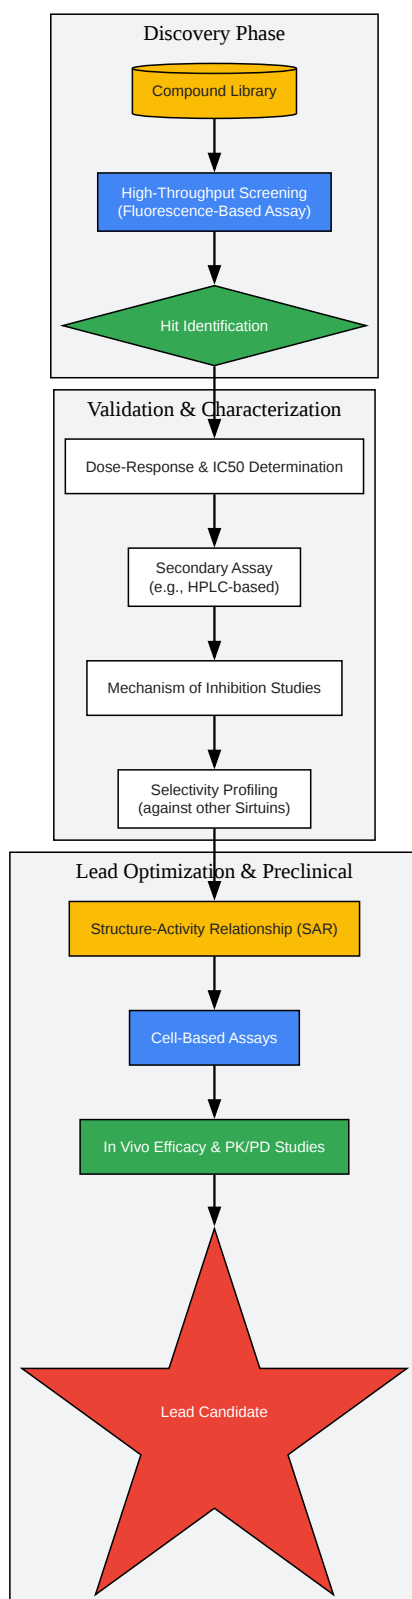 Discovery Phase
Compound Library
High-Throughput Screening
(Fluorescence-Based Assay)
Hit Identification
Validation & Characterization
Dose-Response & IC50 Determination
Secondary Assay
(e.g., HPLC-based)
Mechanism of Inhibition Studies
Selectivity Profiling
(against other Sirtuins)
Lead Optimization & Preclinical
Structure-Activity Relationship (SAR)
Cell-Based Assays
In Vivo Efficacy & PK/PD Studies
Lead Candidate